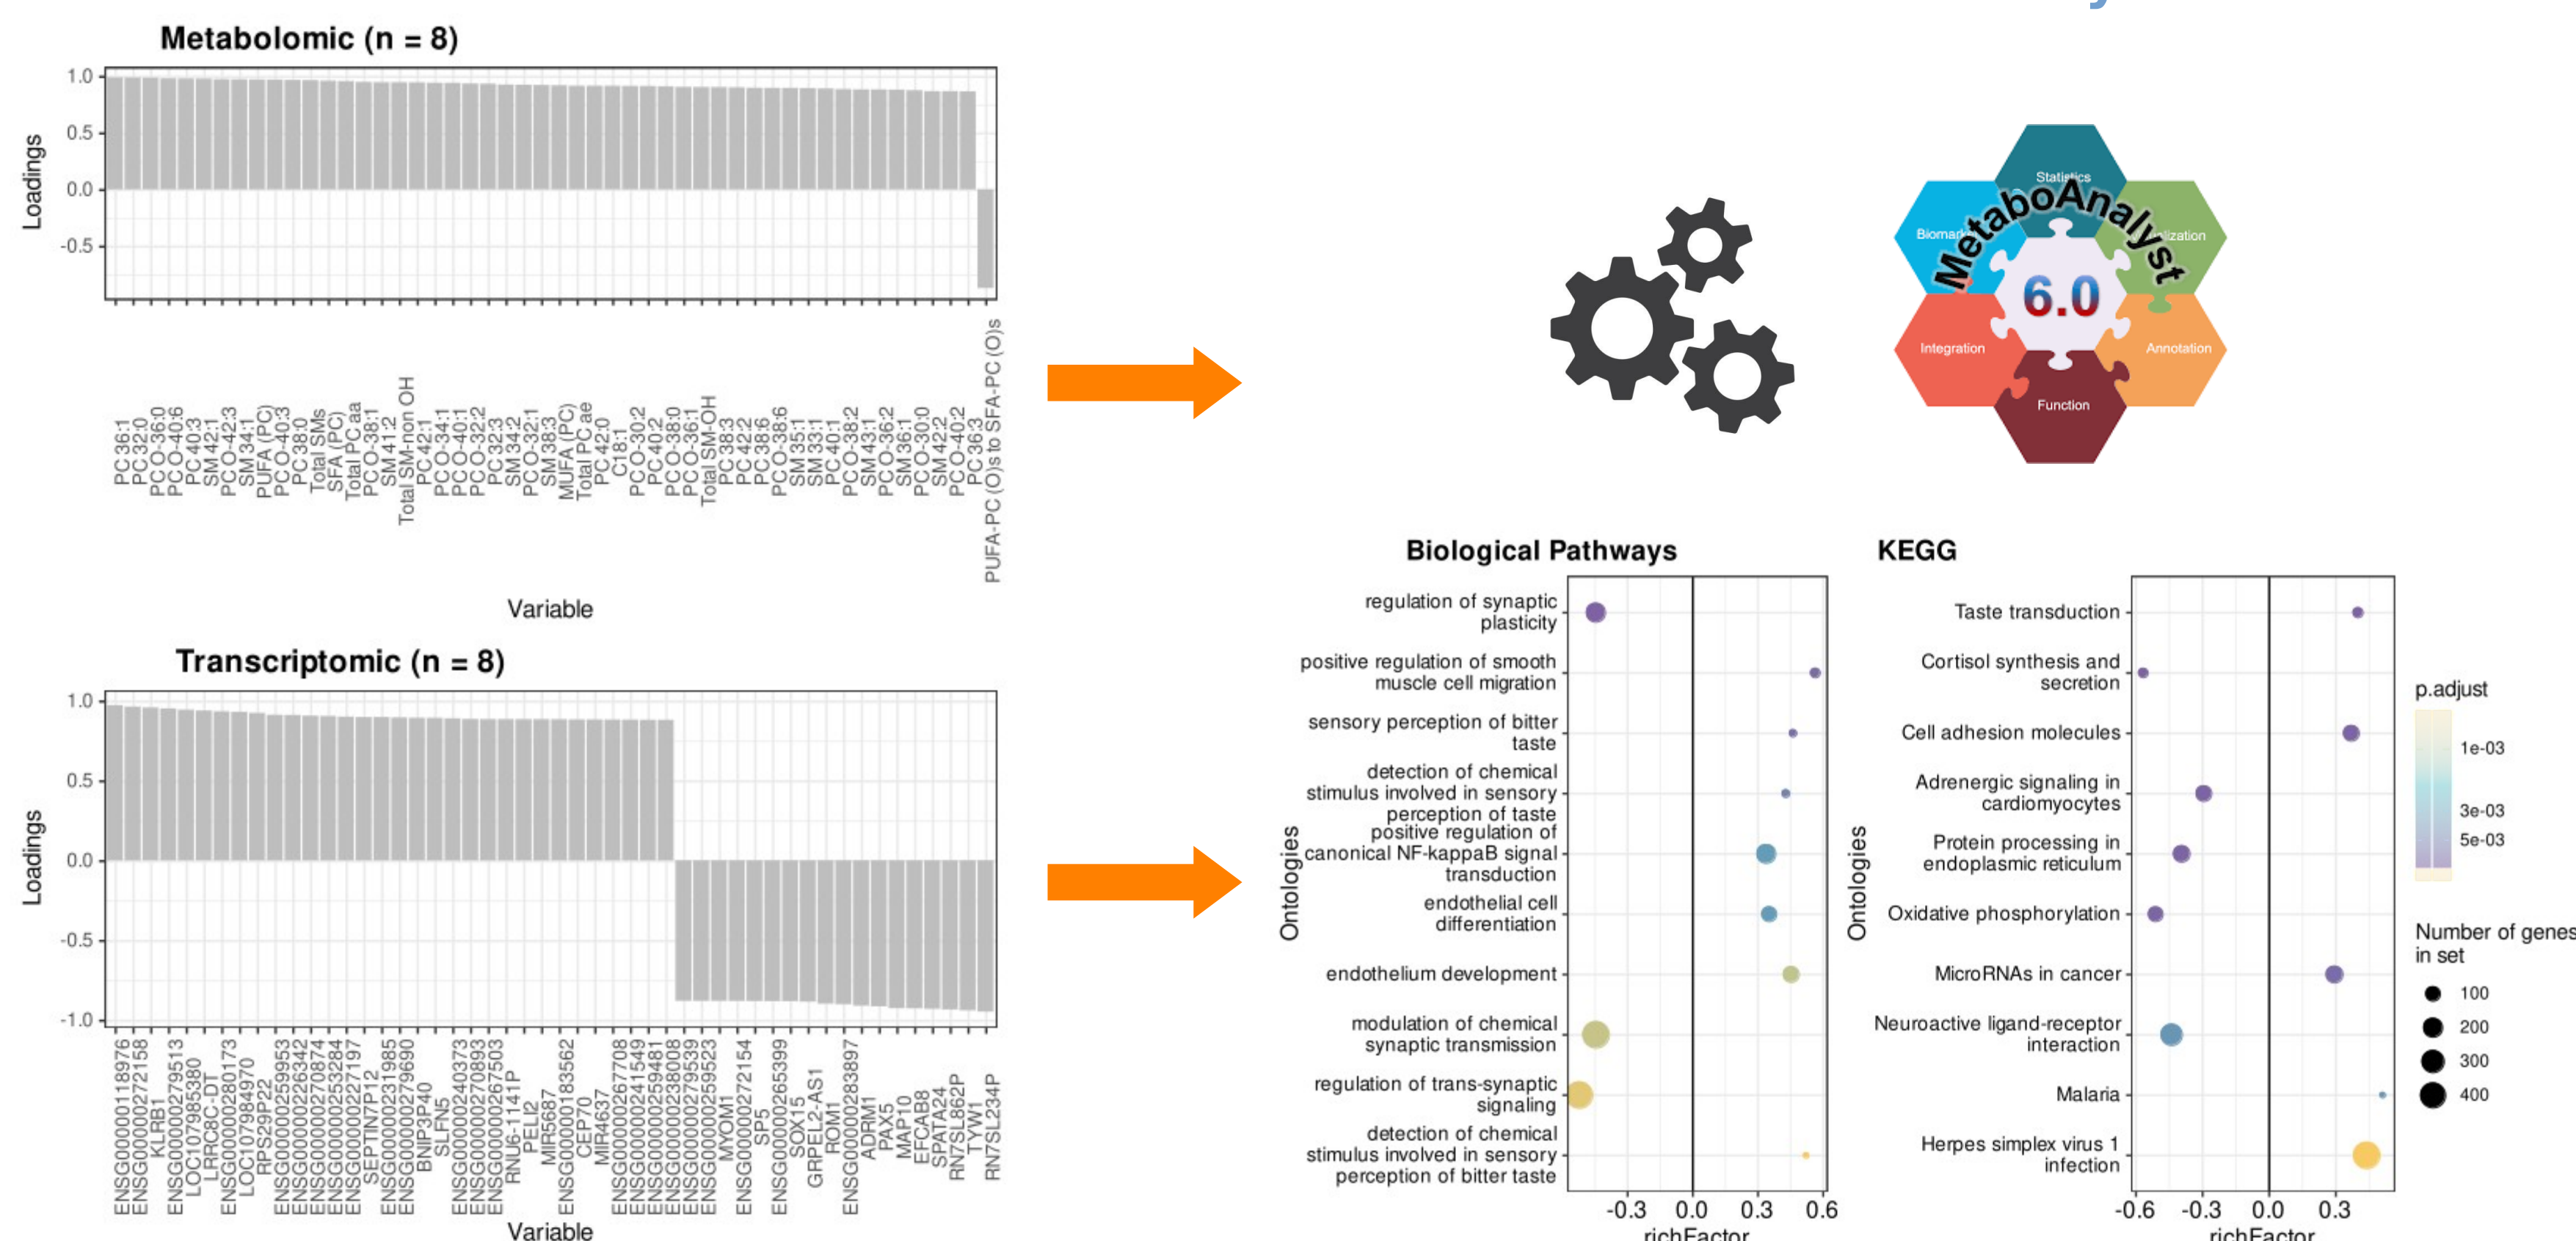 Metabolomic (n = 8)
1.0
0.5
0.0
-0.5
Loadings
PC 36:1
PC 32:0
PC O-36:0
PC O-40:6
PC 40:3
SM 42:1
PC O-42:3
SM 34:1
PUFA (PC)
PC O-40:3
PC 38:0
Total SMs
SFA (PC)
Total PC aa
PC O-38:1
SM 41:2
Total SM-non OH
PC 42:1
PC O-34:1
PC O-40:1
PC O-32:2
PC 32:3
SM 34:2
PC O-32:1
SM 38:3
MUFA (PC)
Total PC ae
PC 42:0
C18:1
PC O-30:2
PC 40:2
PC O-38:0
PC O-36:1
Total SM-OH
PC 38:3
PC 42:2
PC 38:6
PC O-38:6
SM 35:1
SM 33:1
PC 40:1
PC O-38:2
SM 43:1
PC O-36:2
SM 36:1
PC O-30:0
SM 42:2
PC O-40:2
PC 36:3
PUFA-PC (O)s to SFA-PC (O)s
Variable
Transcriptomic (n = 8)
1.0
0.5
0.0
-0.5
-1.0
Loadings
ENSG00000118976
ENSG00000272158
KLRB1
ENSG00000279513
LOC107985380
LRRC8C-DT
ENSG00000280173
LOC107984970
RPS29P22
ENSG00000259953
ENSG00000226342
ENSG00000270874
ENSG00000253284
ENSG00000227197
SEPTIN7P12
ENSG00000231985
ENSG00000279690
BNIP3P40
SLFN5
ENSG00000240373
ENSG00000270893
ENSG00000267503
RNU6-1141P
PELI2
MIR5687
ENSG00000183562
CEP70
MIR4637
ENSG00000267708
ENSG00000241549
ENSG00000259481
ENSG00000238008
ENSG00000279539
ENSG00000259523
MYOM1
ENSG00000272154
SP5
ENSG00000265399
SOX15
GRPEL2-AS1
ROM1
ENSG00000283897
ADRM1
PAX5
MAP10
EFCAB8
SPATA24
RN7SL862P
TYW1
RN7SL234P
Variable
MetaboAnalyst
6.0
Statistics
Integration
Annotation
Function
Biological Pathways
Ontologies
regulation of synaptic
plasticity
positive regulation of smooth
muscle cell migration
sensory perception of bitter
taste
detection of chemical
stimulus involved in sensory
perception of taste
positive regulation of
canonical NF-kappaB signal
transduction
endothelial cell
differentiation
endothelium development
modulation of chemical
synaptic transmission
regulation of trans-synaptic
signaling
detection of chemical
stimulus involved in sensory
perception of bitter taste
-0.3 0.0 0.3 0.6
richFactor
KEGG
Ontologies
Taste transduction
Cortisol synthesis and
secretion
Cell adhesion molecules
Adrenergic signaling in
cardiomyocytes
Protein processing in
endoplasmic reticulum
Oxidative phosphorylation
MicroRNAs in cancer
Neuroactive ligand-receptor
interaction
Malaria
Herpes simplex virus 1
infection
-0.6 -0.3 0.0 0.3
richFactor
p.adjust
1e-03
3e-03
5e-03
Number of genes
in set
100
200
300
400